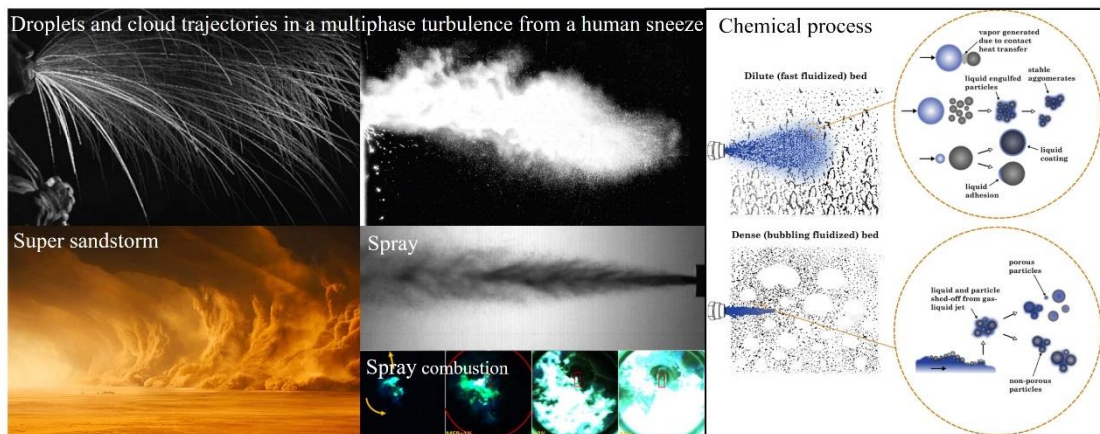 Droplets and cloud trajectories in a multiphase turbulence from a human sneeze
Super sandstorm
Spray
Spray combustion
Chemical process
Dilute (fast fluidized) bed
vapor generated
due to contact
heat transfer
liquid engulfed
particles
stable
agglomerates
liquid
coating
liquid
adhesion
Dense (bubbling fluidized) bed
porous
particles
liquid and particle
shed-off from gas-
liquid jet
non-porous
particles